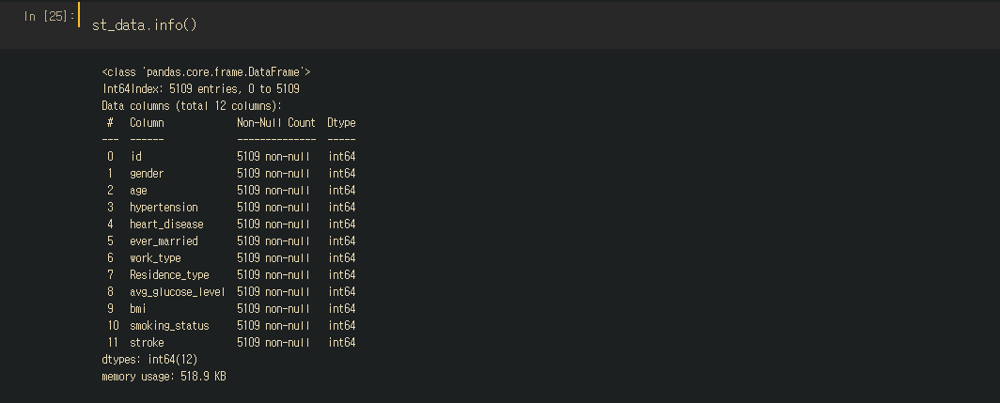 In [25]:
st_data.info()
<class 'pandas.core.frame.DataFrame'>
Int64Index: 5109 entries, 0 to 5109
Data columns (total 12 columns):
 #   Column             Non-Null Count  Dtype
---  ------             --------------  -----
 0   id                 5109 non-null   int64
 1   gender             5109 non-null   int64
 2   age                5109 non-null   int64
 3   hypertension       5109 non-null   int64
 4   heart_disease      5109 non-null   int64
 5   ever_married       5109 non-null   int64
 6   work_type          5109 non-null   int64
 7   Residence_type     5109 non-null   int64
 8   avg_glucose_level  5109 non-null   int64
 9   bmi                5109 non-null   int64
 10  smoking_status     5109 non-null   int64
 11  stroke             5109 non-null   int64
dtypes: int64(12)
memory usage: 518.9 KB